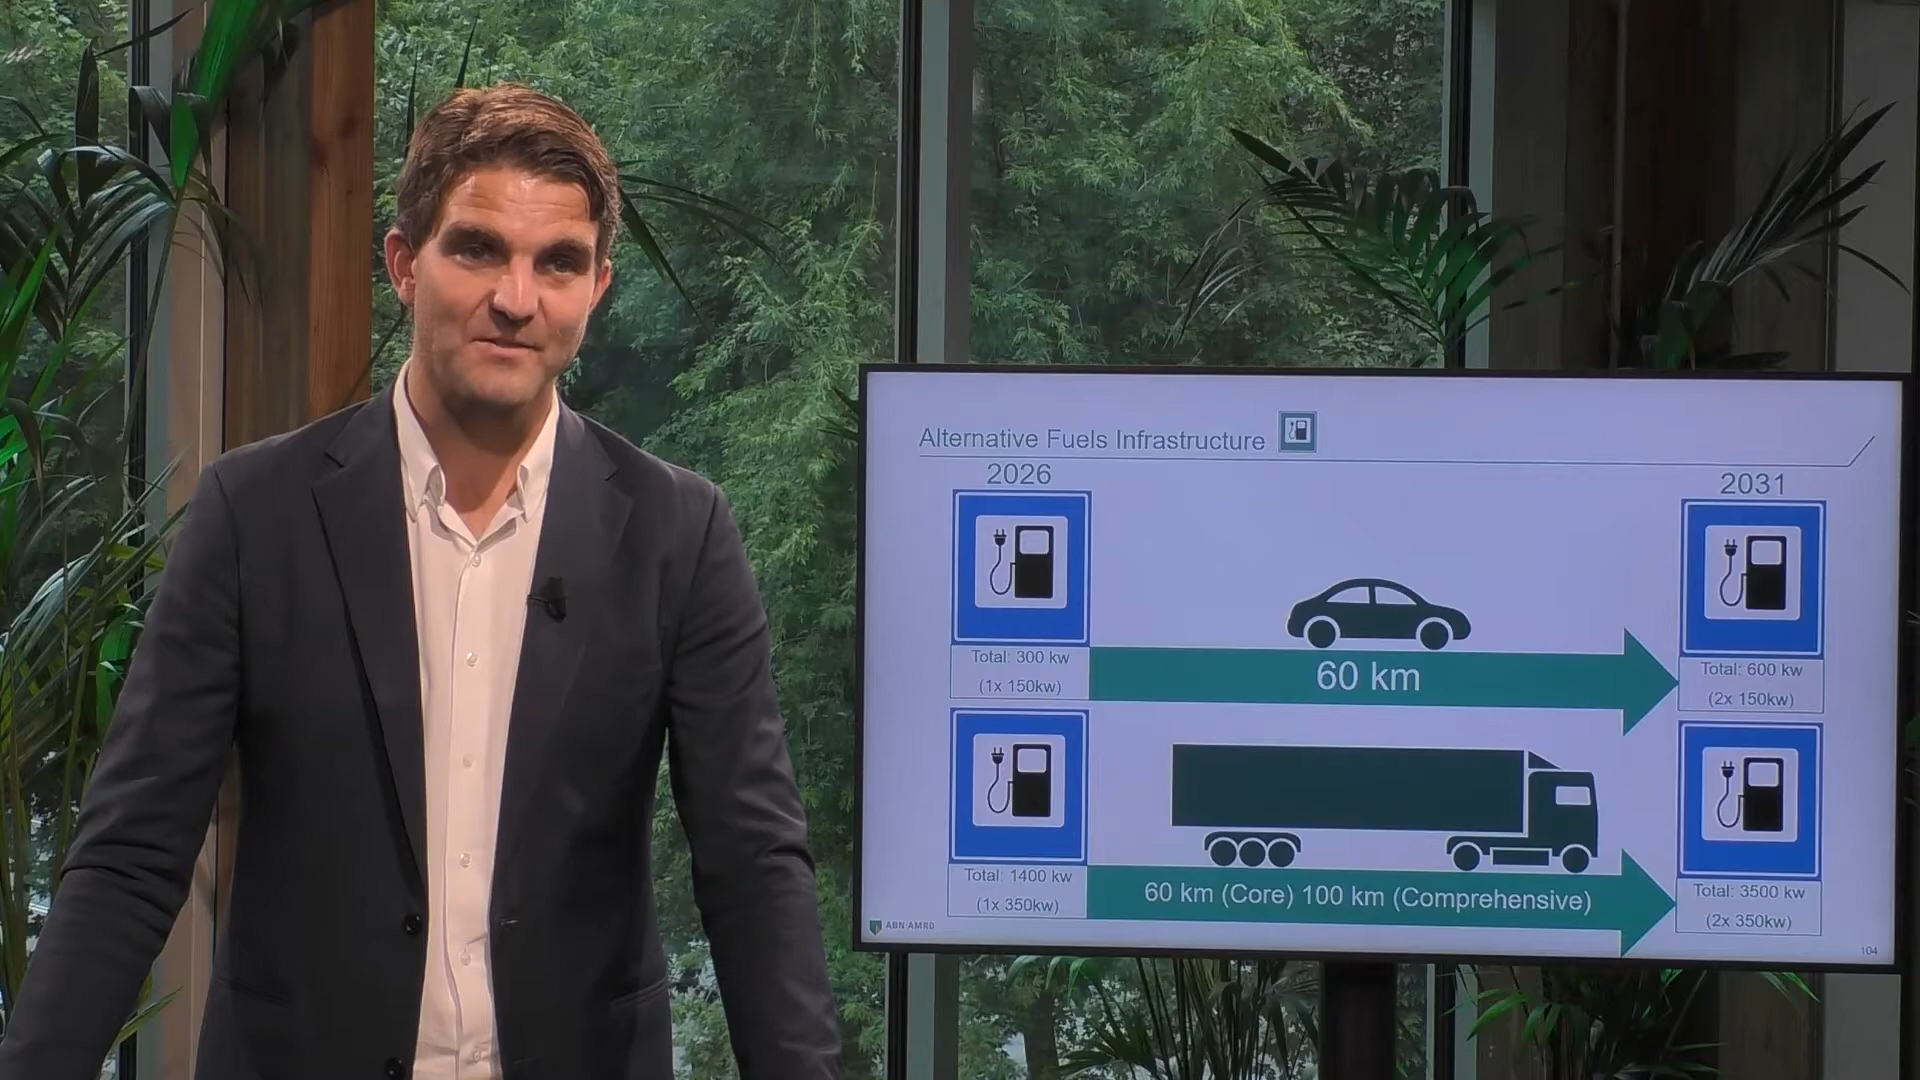 Alternative Fuels Infrastructure
2026
2031
Total: 300 kw
(1x 150kw)
60 km
Total: 600 kw
(2x 150kw)
Total: 1400 kw
(1x 350kw)
60 km (Core) 100 km (Comprehensive)
Total: 3500 kw
(2x 350kw)
ABN AMRO
104